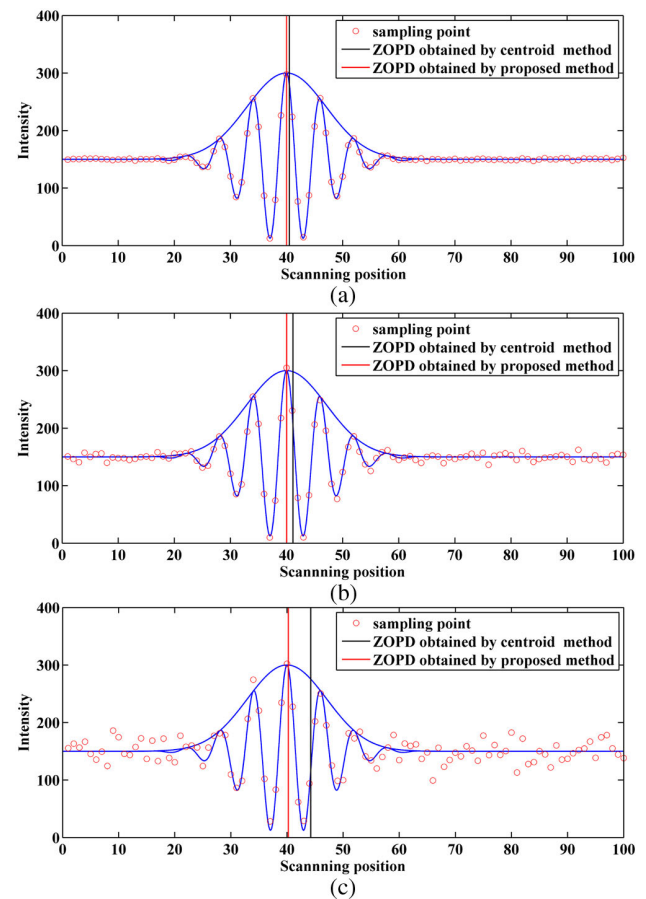 400
300
200
100
0
Intensity
sampling point
ZOPD obtained by centroid method
ZOPD obtained by proposed method
0 10 20 30 40 50 60 70 80 90 100
Scannning position
(a)
400
300
200
100
0
Intensity
sampling point
ZOPD obtained by centroid method
ZOPD obtained by proposed method
0 10 20 30 40 50 60 70 80 90 100
Scannning position
(b)
400
300
200
100
0
Intensity
sampling point
ZOPD obtained by centroid method
ZOPD obtained by proposed method
0 10 20 30 40 50 60 70 80 90 100
Scannning position
(c)